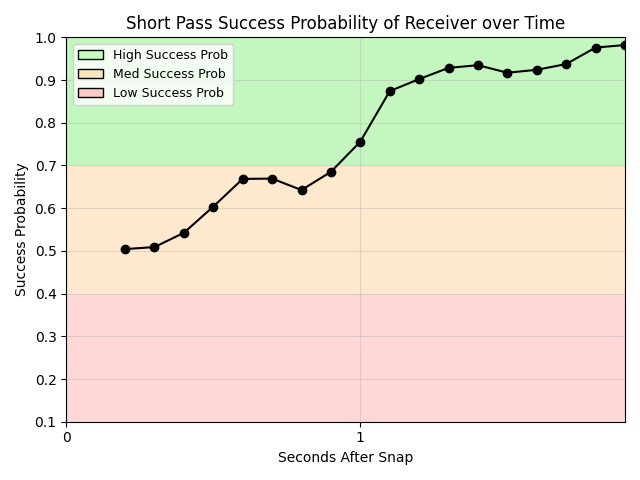 Short Pass Success Probability of Receiver over Time
High Success Prob
Med Success Prob
Low Success Prob
Success Probability
1.0
0.9
0.8
0.7
0.6
0.5
0.4
0.3
0.2
0.1
0
1
Seconds After Snap